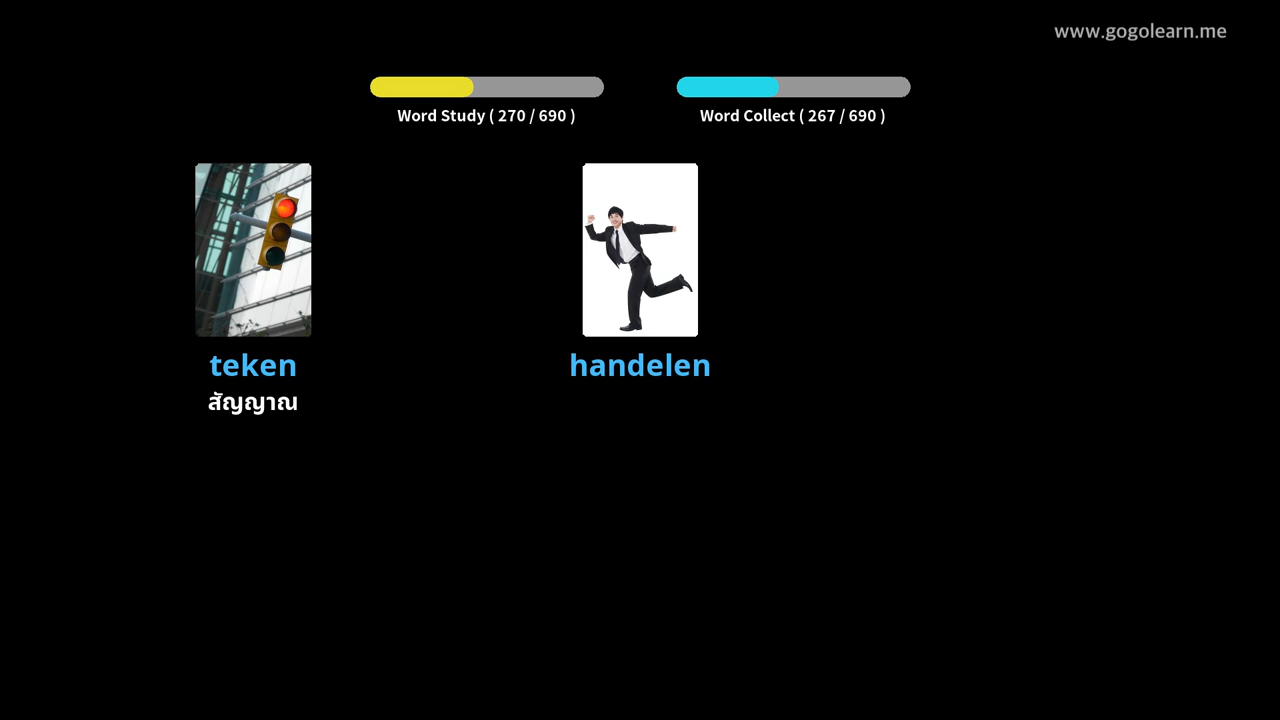 www.gogolearn.me
Word Study ( 270 / 690 )
Word Collect ( 267 / 690 )
teken
สัญญาณ
handelen